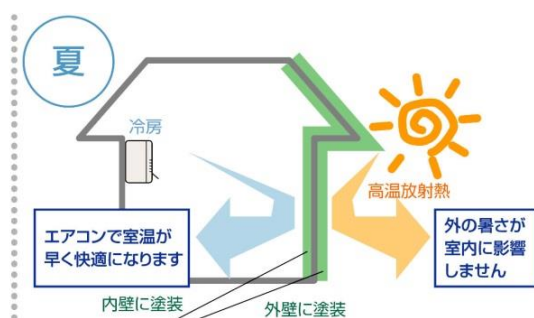 夏
冷房
高温放射熱
エアコンで室温が
早く快適になります
外の暑さが
室内に影響
しません
内壁に塗装
外壁に塗装